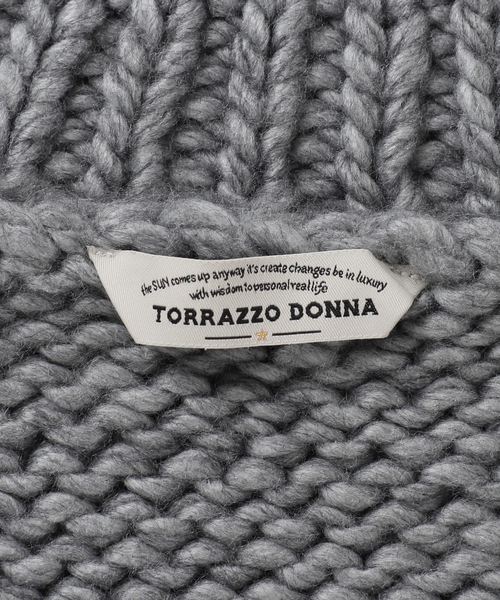 the SUN comes up anyway it's create changes be in luxury
with wisdom to personal real life
TORRAZZO DONNA